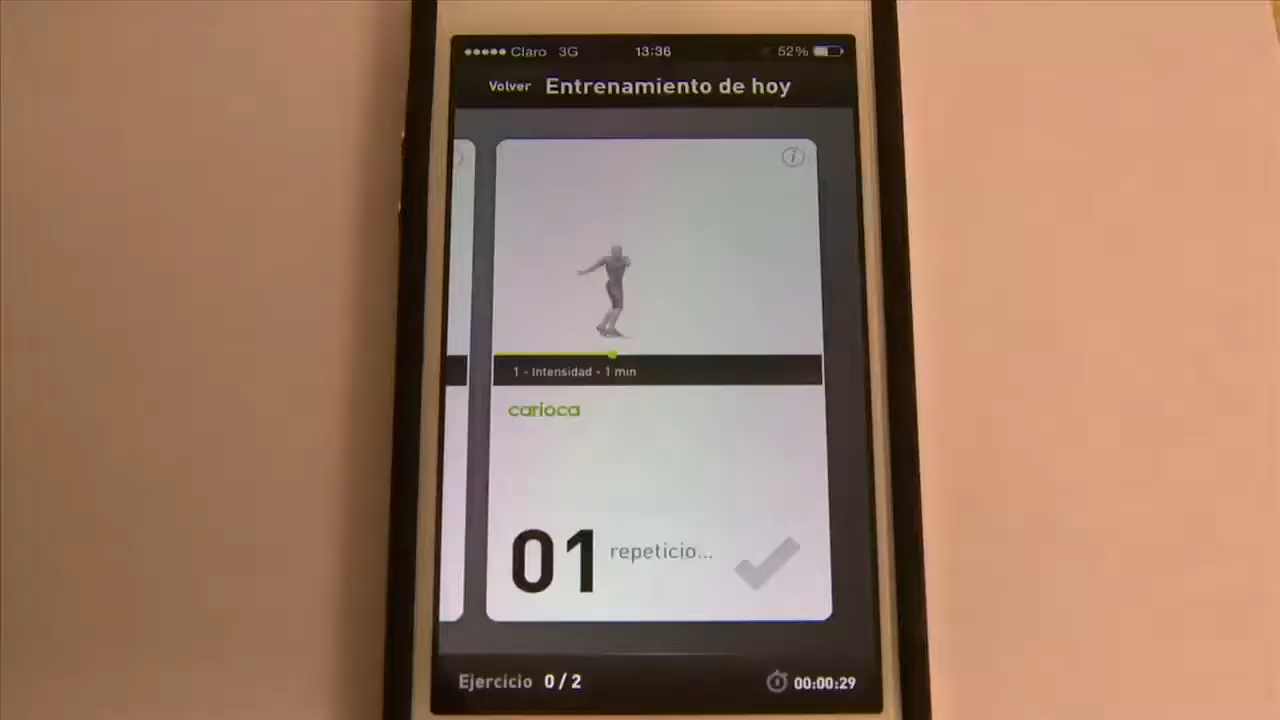 Claro 3G 13:36 52%
Volver Entrenamiento de hoy
i
1 - Intensidad - 1 min
carioca
01 repeticio...
Ejercicio 0 / 2 00:00:29